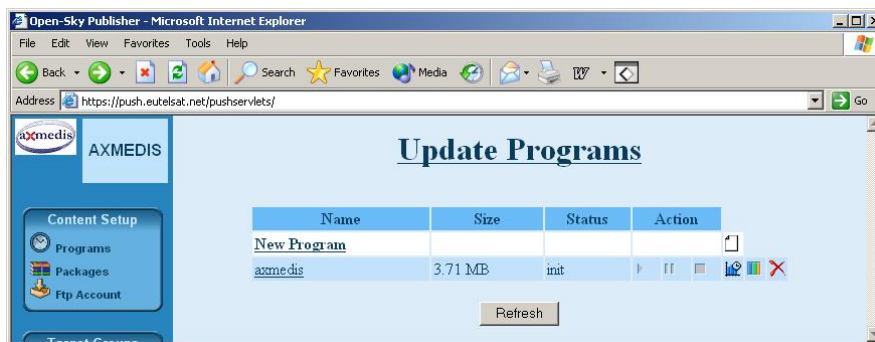 Open-Sky Publisher - Microsoft Internet Explorer
File Edit View Favorites Tools Help
Back Search Favorites Media W
Address https://push.eutelsat.net/pushservlets/ Go
axmedis
AXMEDIS
Update Programs
Content Setup
Programs
Packages
Ftp Account
Name Size Status Action
New Program
axmedis 3.71 MB init
Refresh
Target Groups